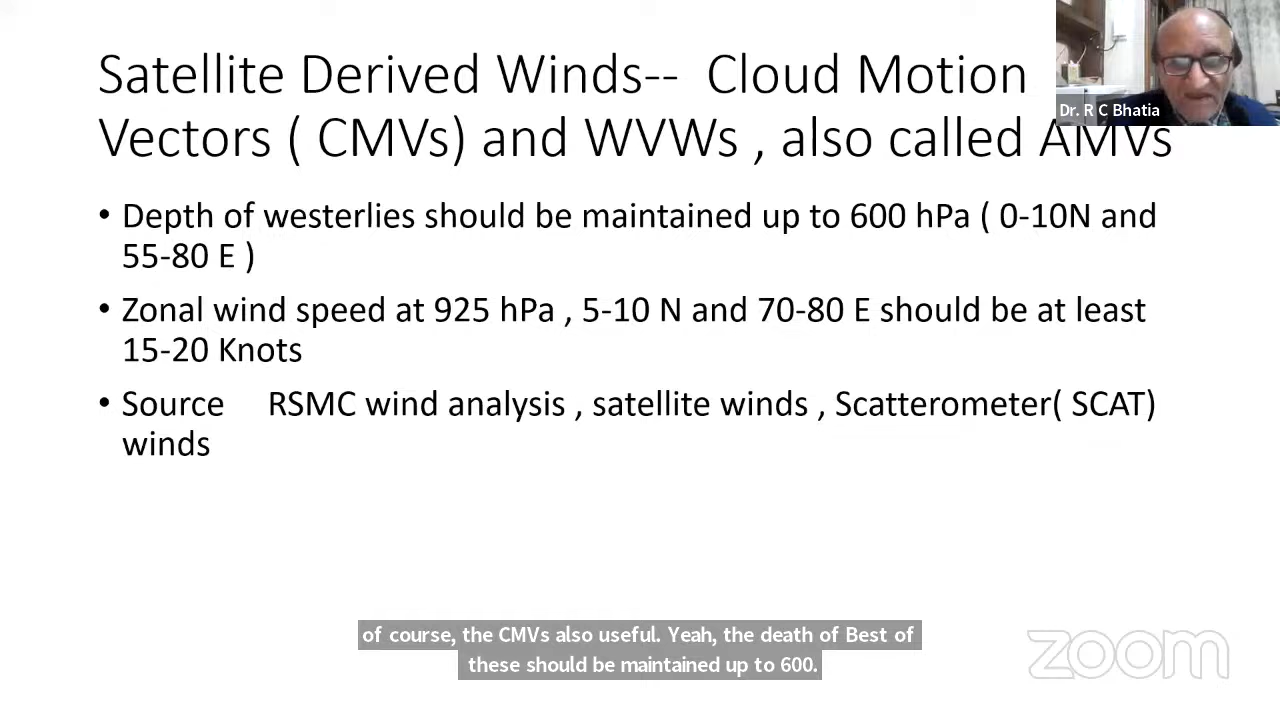 Satellite Derived Winds-- Cloud Motion
Vectors ( CMVs) and WVWs , also called AMVs
Dr. R C Bhatia
• Depth of westerlies should be maintained up to 600 hPa ( 0-10N and
55-80 E )
• Zonal wind speed at 925 hPa , 5-10 N and 70-80 E should be at least
15-20 Knots
• Source RSMC wind analysis , satellite winds , Scatterometer( SCAT)
winds
of course, the CMVs also useful. Yeah, the death of Best of
these should be maintained up to 600.
zoom